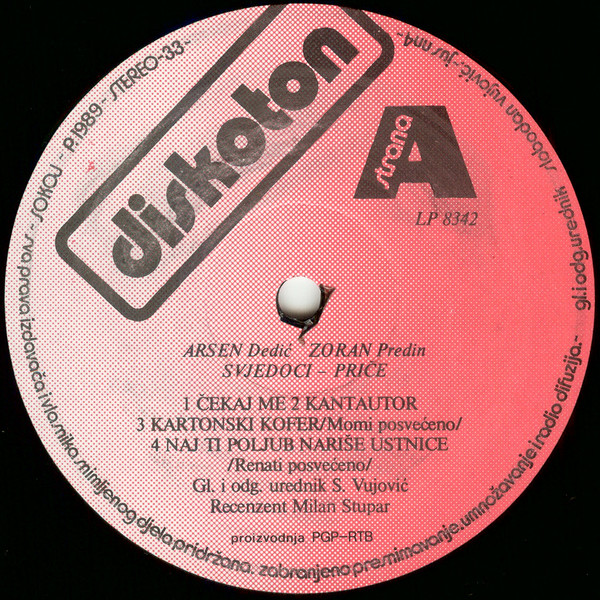 diskoton
strana
A
LP 8342
ARSEN Dedić ZORAN Predin
SVJEDOCI – PRIČE
1 ČEKAJ ME 2 KANTAUTOR
3 KARTONSKI KOFER/Momi posvećeno/
4 NAJ TI POLJUB NARIŠE USTNICE
/Renati posvećeno/
Gl. i odg. urednik S. Vujović
Recenzent Milan Stupar
proizvodnja PGP–RTB
STEREO-33- P.1989 - SOKOJ - sva prava izdavača i vlasnika snimljenog djela pridržana. zabranjeno presnimavanje, umnožavanje i radio difuzija.- gl. i odg. urednik slobodan vujović-